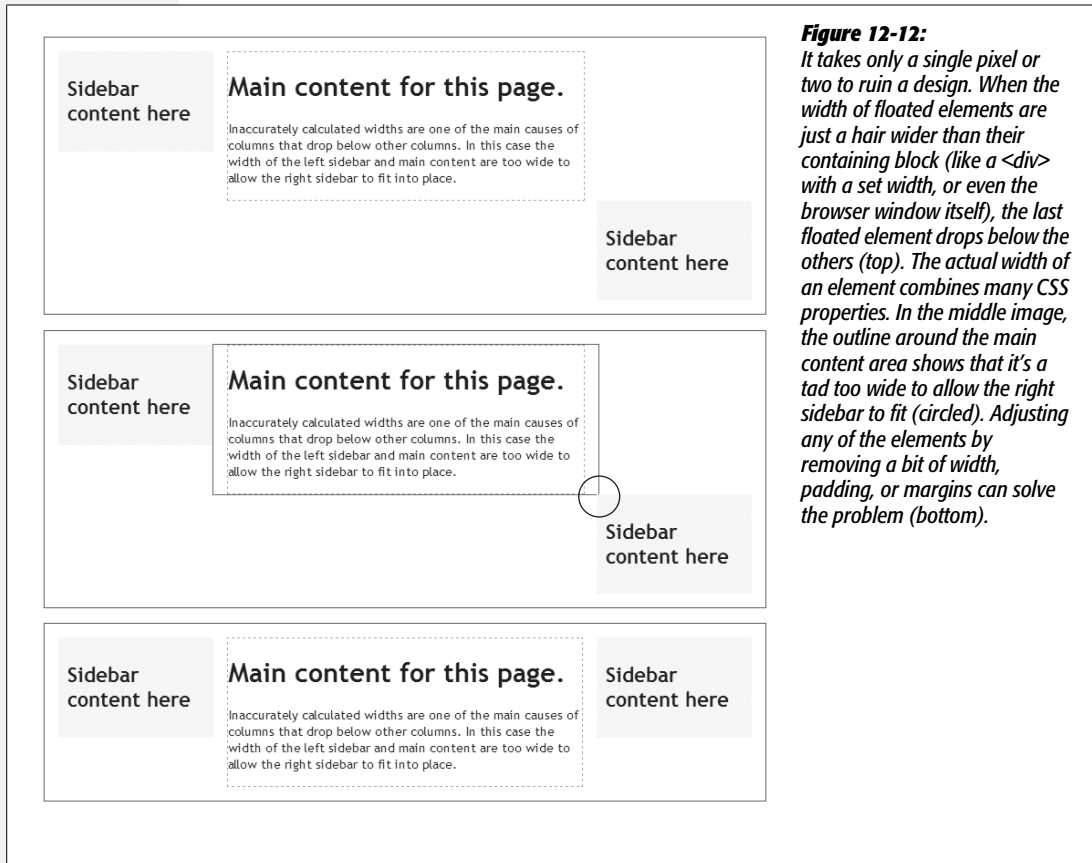 Sidebar
content here
Main content for this page.
Inaccurately calculated widths are one of the main causes of
columns that drop below other columns. In this case the
width of the left sidebar and main content are too wide to
allow the right sidebar to fit into place.
Sidebar
content here
Sidebar
content here
Main content for this page.
Inaccurately calculated widths are one of the main causes of
columns that drop below other columns. In this case the
width of the left sidebar and main content are too wide to
allow the right sidebar to fit into place.
Sidebar
content here
Sidebar
content here
Main content for this page.
Inaccurately calculated widths are one of the main causes of
columns that drop below other columns. In this case the
width of the left sidebar and main content are too wide to
allow the right sidebar to fit into place.
Sidebar
content here
Figure 12-12:
It takes only a single pixel or
two to ruin a design. When the
width of floated elements are
just a hair wider than their
containing block (like a <div>
with a set width, or even the
browser window itself), the last
floated element drops below the
others (top). The actual width of
an element combines many CSS
properties. In the middle image,
the outline around the main
content area shows that it's a
tad too wide to allow the right
sidebar to fit (circled). Adjusting
any of the elements by
removing a bit of width,
padding, or margins can solve
the problem (bottom).